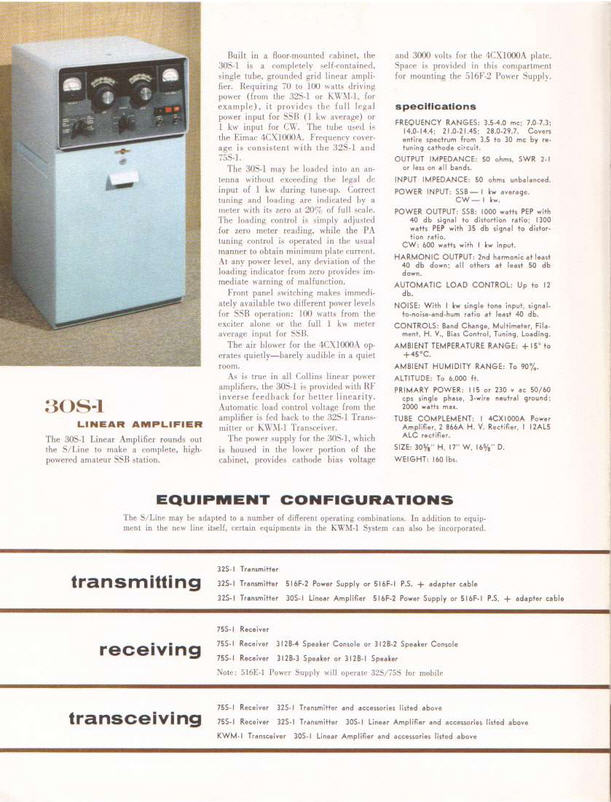 30S-1
LINEAR AMPLIFIER
The 30S-1 Linear Amplifier rounds out
the S/Line to make a complete, high-
powered amateur SSB station.
Built in a floor-mounted cabinet, the
30S-1 is a completely self-contained,
single tube, grounded grid linear ampli-
fier. Requiring 70 to 100 watts driving
power (from the 32S-1 or KWM-1, for
example), it provides the full legal
power input for SSB (1 kw average) or
1 kw input for CW. The tube used is
the Eimac 4CX1000A. Frequency cover-
age is consistent with the 32S-1 and
75S-1.
The 30S-1 may be loaded into an an-
tenna without exceeding the legal dc
input of 1 kw during tune-up. Correct
tuning and loading are indicated by a
meter with its zero at 20% of full scale.
The loading control is simply adjusted
for zero meter reading, while the PA
tuning control is operated in the usual
manner to obtain minimum plate current.
At any power level, any deviation of the
loading indicator from zero provides im-
mediate warning of malfunction.
Front panel switching makes immedi-
ately available two different power levels
for SSB operation: 100 watts from the
exciter alone or the full 1 kw meter
average input for SSB.
The air blower for the 4CX1000A op-
erates quietly—barely audible in a quiet
room.
As is true in all Collins linear power
amplifiers, the 30S-1 is provided with RF
inverse feedback for better linearity.
Automatic load control voltage from the
amplifier is fed back to the 32S-1 Trans-
mitter or KWM-1 Transceiver.
The power supply for the 30S-1, which
is housed in the lower portion of the
cabinet, provides cathode bias voltage
and 3000 volts for the 4CX1000A plate.
Space is provided in this compartment
for mounting the 516F-2 Power Supply.
specifications
FREQUENCY RANGES: 3.5-4.0 mc; 7.0-7.3;
14.0-14.4; 21.0-21.45; 28.0-29.7. Covers
entire spectrum from 3.5 to 30 mc by re-
tuning cathode circuit.
OUTPUT IMPEDANCE: 50 ohms, SWR 2-1
or less on all bands.
INPUT IMPEDANCE: 50 ohms unbalanced.
POWER INPUT: SSB — 1 kw average.
CW — 1 kw.
POWER OUTPUT: SSB: 1000 watts PEP with
40 db signal to distortion ratio; 1300
watts PEP with 35 db signal to distor-
tion ratio.
CW: 600 watts with 1 kw input.
HARMONIC OUTPUT: 2nd harmonic at least
40 db down; all others at least 50 db
down.
AUTOMATIC LOAD CONTROL: Up to 12
db.
NOISE: With 1 kw single tone input, signal-
to-noise-and-hum ratio at least 40 db.
CONTROLS: Band Change, Multimeter, Fila-
ment, H. V., Bias Control, Tuning, Loading.
AMBIENT TEMPERATURE RANGE: +15° to
+45°C.
AMBIENT HUMIDITY RANGE: To 90%.
ALTITUDE: To 6,000 ft.
PRIMARY POWER: 115 or 230 v ac 50/60
cps single phase, 3-wire neutral ground;
2000 watts max.
TUBE COMPLEMENT: 1 4CX1000A Power
Amplifier, 2 866A H. V. Rectifier, 1 12AL5
ALC rectifier.
SIZE: 30⅝" H, 17" W, 16⅝" D.
WEIGHT: 160 lbs.
EQUIPMENT CONFIGURATIONS
The S/Line may be adapted to a number of different operating combinations. In addition to equip-
ment in the new line itself, certain equipments in the KWM-1 System can also be incorporated.
transmitting
32S-1 Transmitter
32S-1 Transmitter 516F-2 Power Supply or 516F-1 P.S. + adapter cable
32S-1 Transmitter 30S-1 Linear Amplifier 516F-2 Power Supply or 516F-1 P.S. + adapter cable
receiving
75S-1 Receiver
75S-1 Receiver 312B-4 Speaker Console or 312B-2 Speaker Console
75S-1 Receiver 312B-3 Speaker or 312B-1 Speaker
Note: 516E-1 Power Supply will operate 32S/75S for mobile
transceiving
75S-1 Receiver 32S-1 Transmitter and accessories listed above
75S-1 Receiver 32S-1 Transmitter 30S-1 Linear Amplifier and accessories listed above
KWM-1 Transceiver 30S-1 Linear Amplifier and accessories listed above